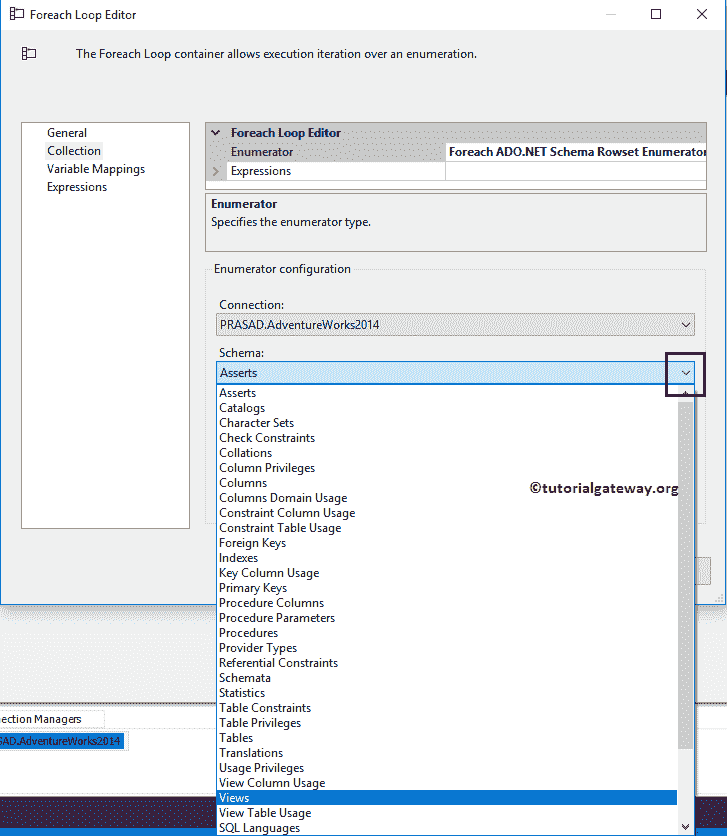 Foreach Loop Editor
The Foreach Loop container allows execution iteration over an enumeration.
General
Collection
Variable Mappings
Expressions
Foreach Loop Editor
Enumerator Foreach ADO.NET Schema Rowset Enumerator
Expressions
Enumerator
Specifies the enumerator type.
Enumerator configuration
Connection:
PRASAD.AdventureWorks2014
Schema:
Asserts
Asserts
Catalogs
Character Sets
Check Constraints
Collations
Column Privileges
Columns
Columns Domain Usage
Constraint Column Usage
Constraint Table Usage
Foreign Keys
Indexes
Key Column Usage
Primary Keys
Procedure Columns
Procedure Parameters
Procedures
Provider Types
Referential Constraints
Schemata
Statistics
Table Constraints
Table Privileges
Tables
Translations
Usage Privileges
View Column Usage
Views
View Table Usage
SQL Languages
©tutorialgateway.org
ection Managers
SAD.AdventureWorks2014